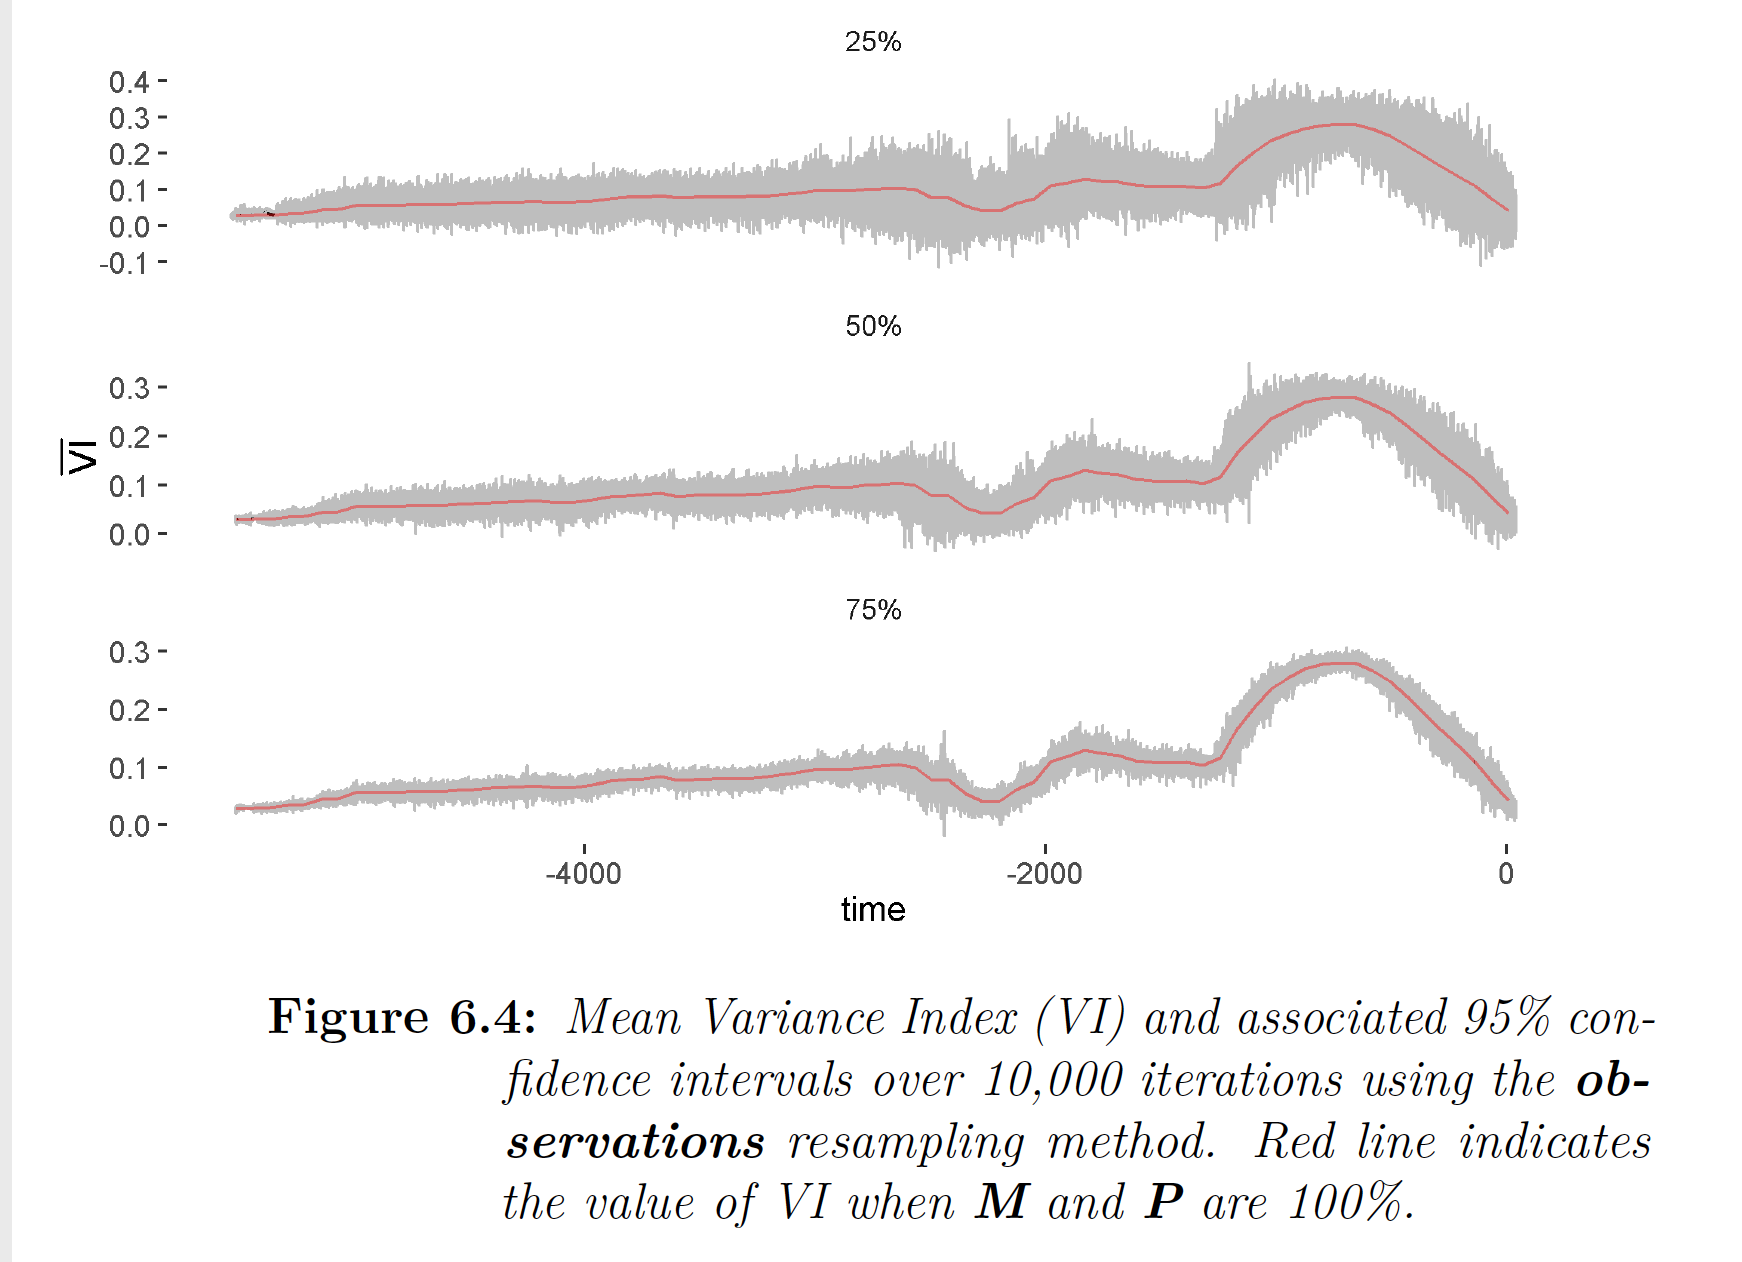 25%
0.4
0.3
0.2
0.1
0.0
-0.1
50%
0.3
0.2
0.1
0.0
VI
75%
0.3
0.2
0.1
0.0
-4000 -2000 0
time
Figure 6.4: Mean Variance Index (VI) and associated 95% con-
fidence intervals over 10,000 iterations using the ob-
servations resampling method. Red line indicates
the value of VI when M and P are 100%.